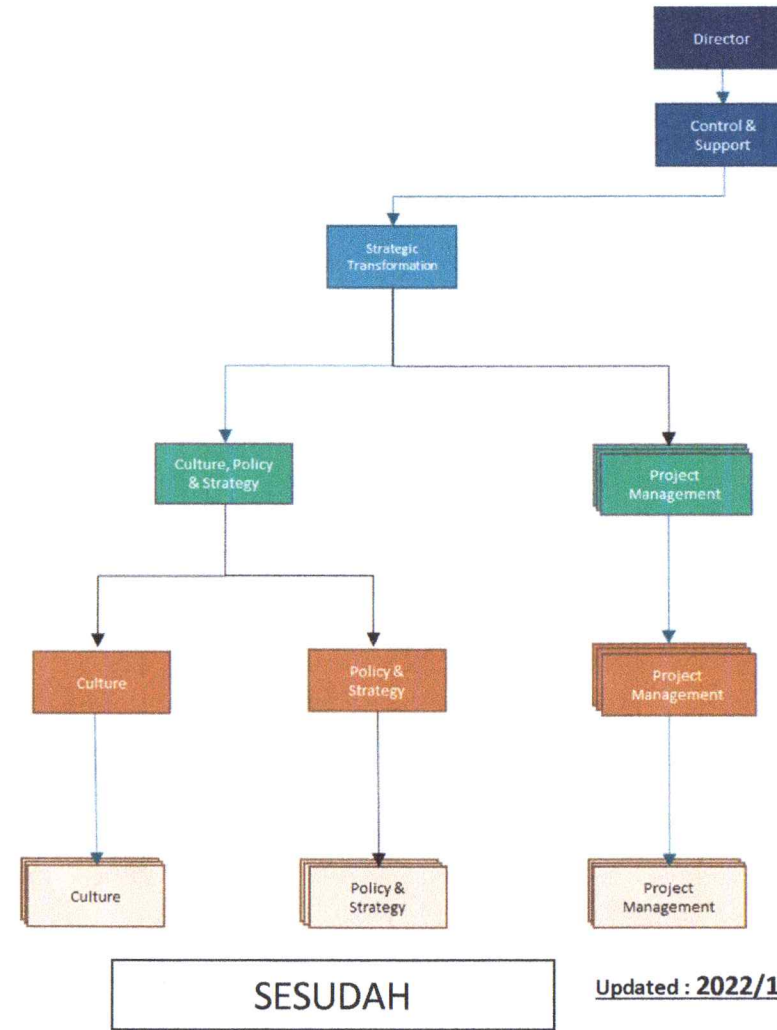 Director
Control &
Support
Strategic
Transformation
Culture, Policy
& Strategy
Project
Management
Culture
Policy &
Strategy
Project
Management
Culture
Policy &
Strategy
Project
Management
SESUDAH
Updated : 2022/1